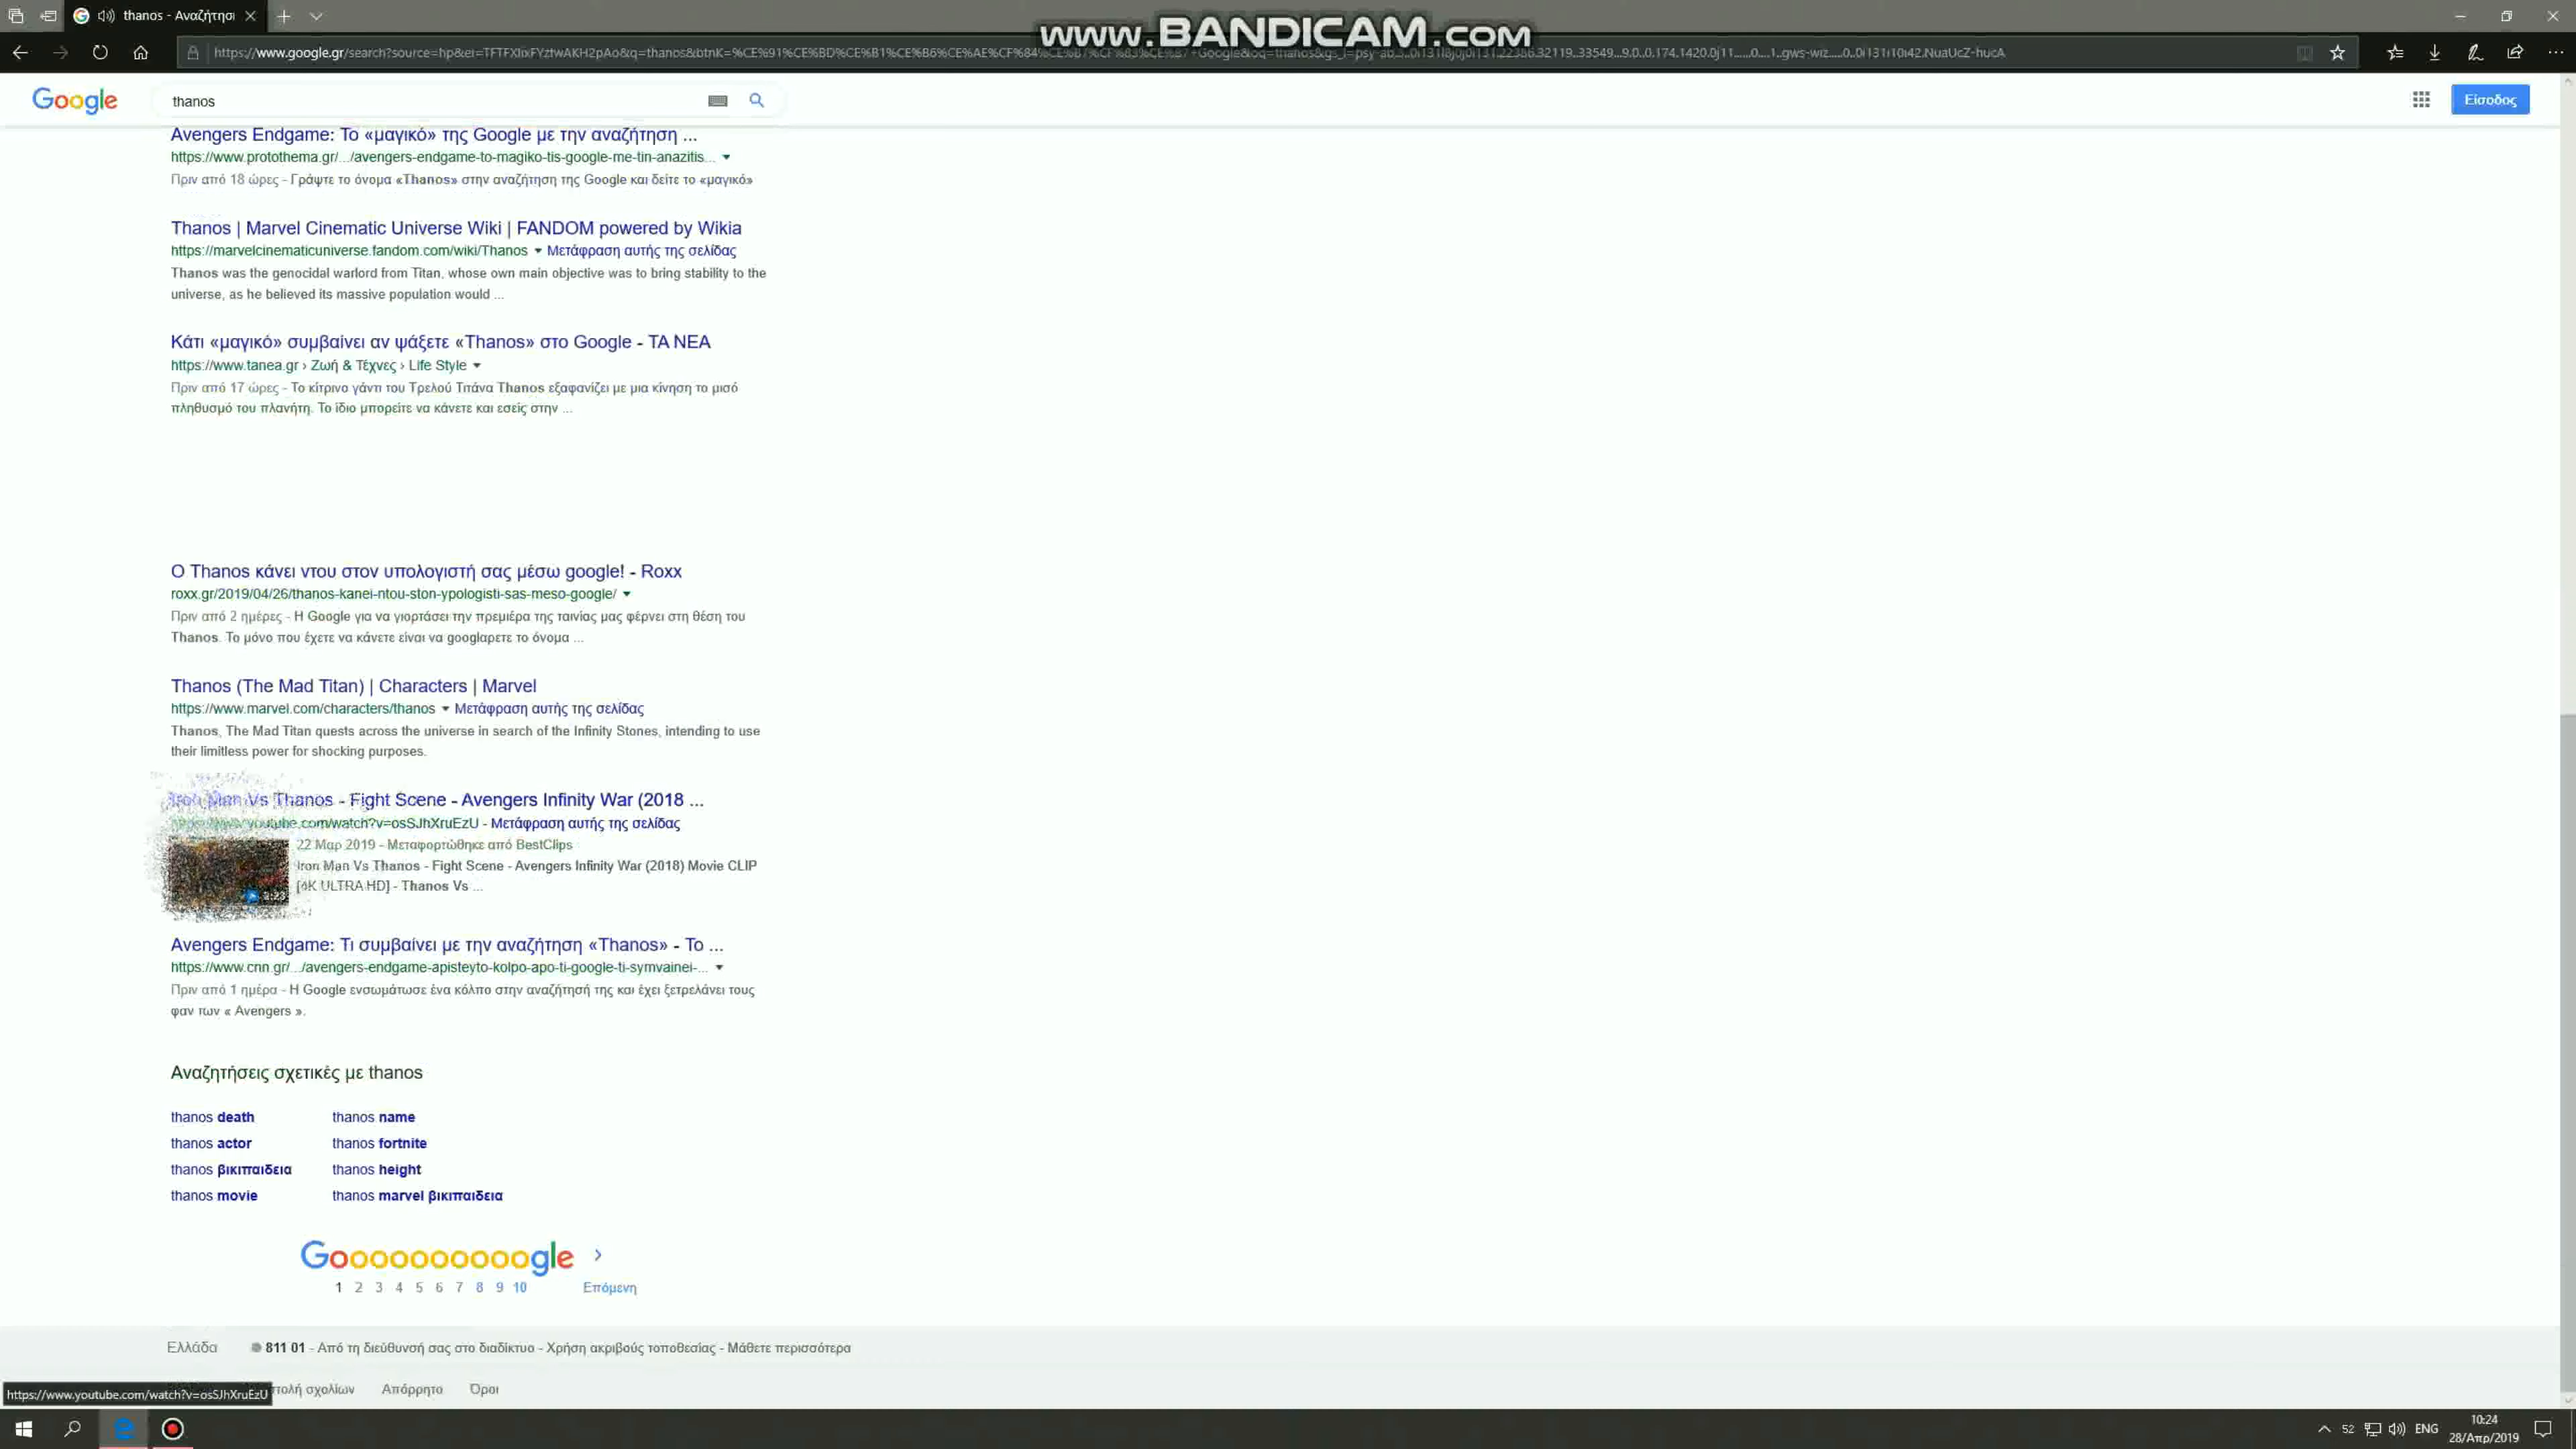 thanos - Αναζήτησ
www.BANDICAM.com
Google
thanos
Είσοδος
Avengers Endgame: Το «μαγικό» της Google με την αναζήτηση ...
https://www.protothema.gr/.../avengers-endgame-to-magiko-tis-google-me-tin-anazitis...
Πριν από 18 ώρες - Γράψτε το όνομα «Thanos» στην αναζήτηση της Google και δείτε το «μαγικό»
Thanos | Marvel Cinematic Universe Wiki | FANDOM powered by Wikia
https://marvelcinematicuniverse.fandom.com/wiki/Thanos Μετάφραση αυτής της σελίδας
Thanos was the genocidal warlord from Titan, whose own main objective was to bring stability to the
universe, as he believed its massive population would ...
Κάτι «μαγικό» συμβαίνει αν ψάξετε «Thanos» στο Google - ΤΑ ΝΕΑ
https://www.tanea.gr › Ζωή & Τέχνες › Life Style
Πριν από 17 ώρες - Το κίτρινο γάντι του Τρελού Τιτάνα Thanos εξαφανίζει με μια κίνηση το μισό
πληθυσμό του πλανήτη. Το ίδιο μπορείτε να κάνετε και εσείς στην ...
Ο Thanos κάνει ντου στον υπολογιστή σας μέσω google! - Roxx
roxx.gr/2019/04/26/thanos-kanei-ntou-ston-ypologisti-sas-meso-google/
Πριν από 2 ημέρες - Η Google για να γιορτάσει την πρεμιέρα της ταινίας μας φέρνει στη θέση του
Thanos. Το μόνο που έχετε να κάνετε είναι να googlαρετε το όνομα ...
Thanos (The Mad Titan) | Characters | Marvel
https://www.marvel.com/characters/thanos Μετάφραση αυτής της σελίδας
Thanos, The Mad Titan quests across the universe in search of the Infinity Stones, intending to use
their limitless power for shocking purposes.
Iron Man Vs Thanos - Fight Scene - Avengers Infinity War (2018 ...
https://www.youtube.com/watch?v=osSJhXruEzU - Μετάφραση αυτής της σελίδας
22 Μαρ 2019 - Μεταφορτώθηκε από BestClips
Iron Man Vs Thanos - Fight Scene - Avengers Infinity War (2018) Movie CLIP
[4K ULTRA HD] - Thanos Vs ...
Avengers Endgame: Τι συμβαίνει με την αναζήτηση «Thanos» - Το ...
https://www.cnn.gr/.../avengers-endgame-apisteyto-kolpo-apo-ti-google-ti-symvainei-...
Πριν από 1 ημέρα - Η Google ενσωμάτωσε ένα κόλπο στην αναζήτησή της και έχει ξετρελάνει τους
φαν των « Avengers ».
Αναζητήσεις σχετικές με thanos
thanos death thanos name
thanos actor thanos fortnite
thanos βικιπαιδεια thanos height
thanos movie thanos marvel βικιπαιδεια
Goooooooooogle
1 2 3 4 5 6 7 8 9 10 Επόμενη
Ελλάδα 811 01 - Από τη διεύθυνσή σας στο διαδίκτυο - Χρήση ακριβούς τοποθεσίας - Μάθετε περισσότερα
https://www.youtube.com/watch?v=osSJhXruEzU τολή σχολίων Απόρρητο Όροι
52 ENG 10:24
28/Απρ/2019